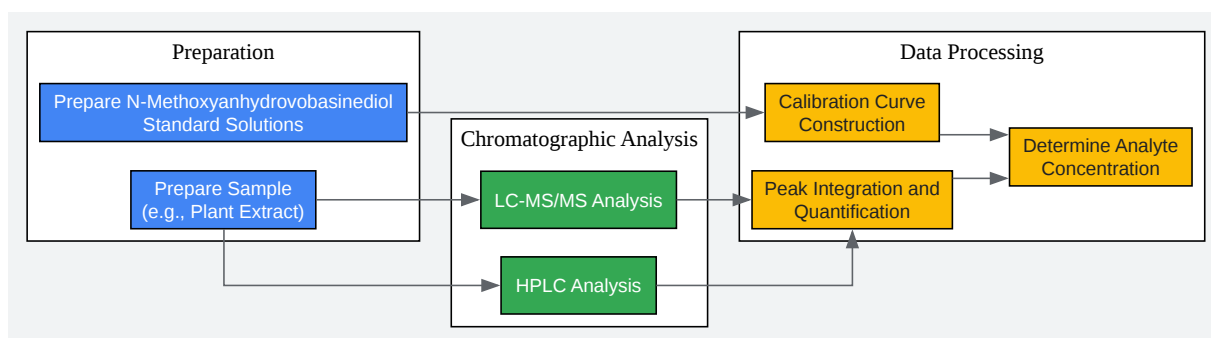 Preparation
Prepare N-Methoxyanhydrovobasinediol
Standard Solutions
Prepare Sample
(e.g., Plant Extract)
Chromatographic Analysis
LC-MS/MS Analysis
HPLC Analysis
Data Processing
Calibration Curve
Construction
Peak Integration and
Quantification
Determine Analyte
Concentration